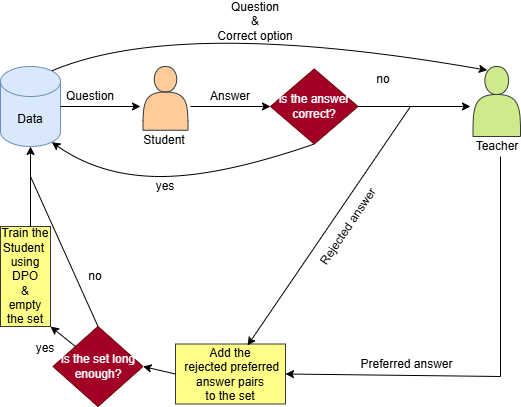 Question
&
Correct option
no
Question
Answer
Is the answer
correct?
Data
Student
Teacher
yes
Rejected answer
Train the
Student
using
DPO
&
empty
the set
no
yes
Is the set long
enough?
Add the
rejected preferred
answer pairs
to the set
Preferred answer